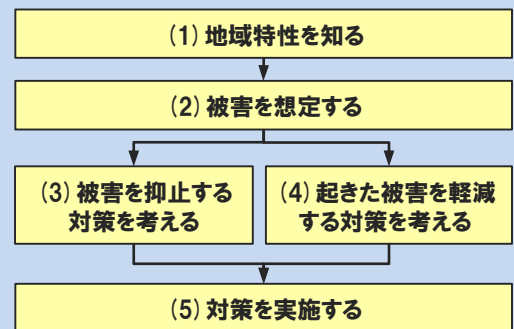 (1)地域特性を知る
(2)被害を想定する
(3)被害を抑止する
対策を考える
(4)起きた被害を軽減
する対策を考える
(5)対策を実施する